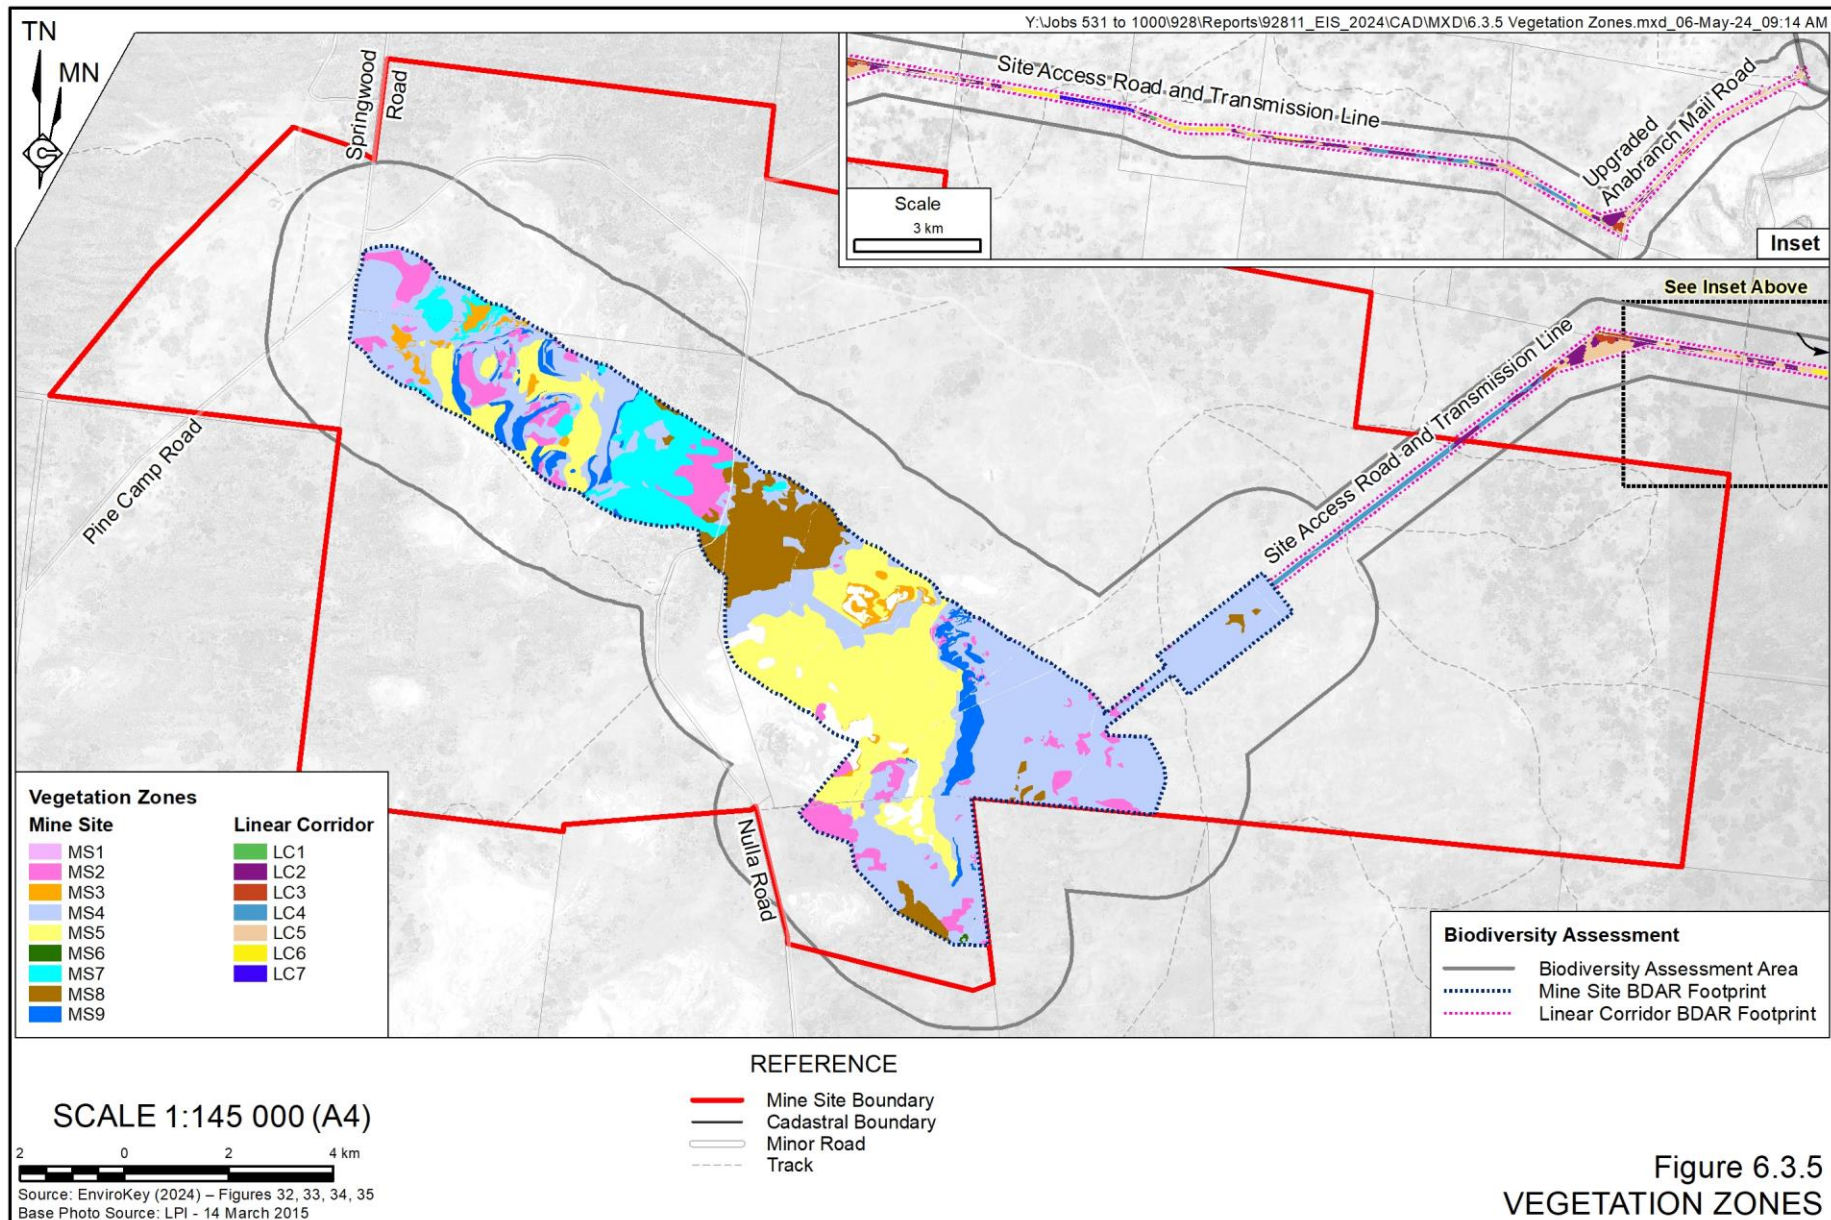 Y:\Jobs 531 to 1000\928\Reports\92811_EIS_2024\CAD\MXD\6.3.5 Vegetation Zones.mxd_06-May-24_09:14 AM
TN
MN
Springwood
Road
Site Access Road and Transmission Line
Upgraded
Anabranch Mail Road
Scale
3 km
Inset
See Inset Above
Site Access Road and Transmission Line
Pine Camp Road
Nulla Road
Vegetation Zones
Mine Site
Linear Corridor
MS1
LC1
MS2
LC2
MS3
LC3
MS4
LC4
MS5
LC5
MS6
LC6
MS7
LC7
MS8
MS9
Biodiversity Assessment
Biodiversity Assessment Area
Mine Site BDAR Footprint
Linear Corridor BDAR Footprint
REFERENCE
Mine Site Boundary
Cadastral Boundary
Minor Road
Track
SCALE 1:145 000 (A4)
2 0 2 4 km
Source: EnviroKey (2024) – Figures 32, 33, 34, 35
Base Photo Source: LPI - 14 March 2015
Figure 6.3.5
VEGETATION ZONES